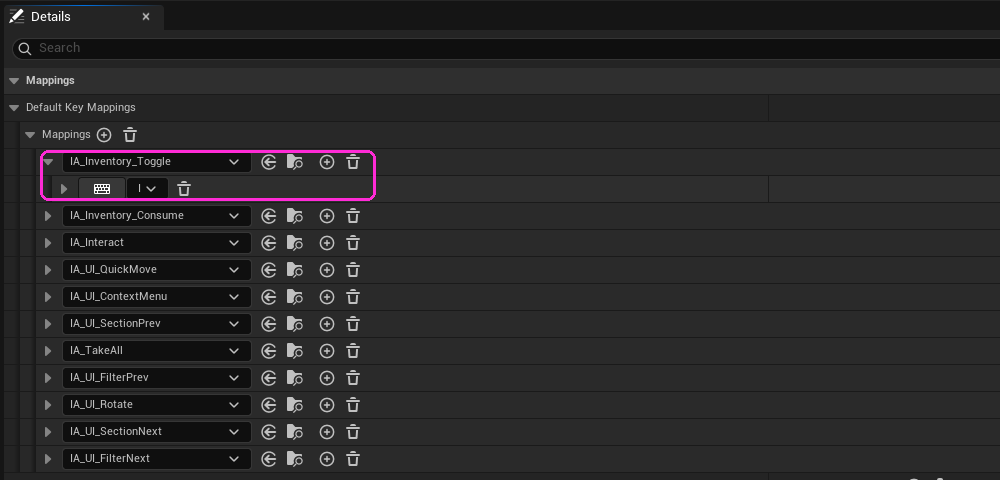 Details
Search
Mappings
Default Key Mappings
Mappings
IA_Inventory_Toggle
I
IA_Inventory_Consume
IA_Interact
IA_UI_QuickMove
IA_UI_ContextMenu
IA_UI_SectionPrev
IA_TakeAll
IA_UI_FilterPrev
IA_UI_Rotate
IA_UI_SectionNext
IA_UI_FilterNext